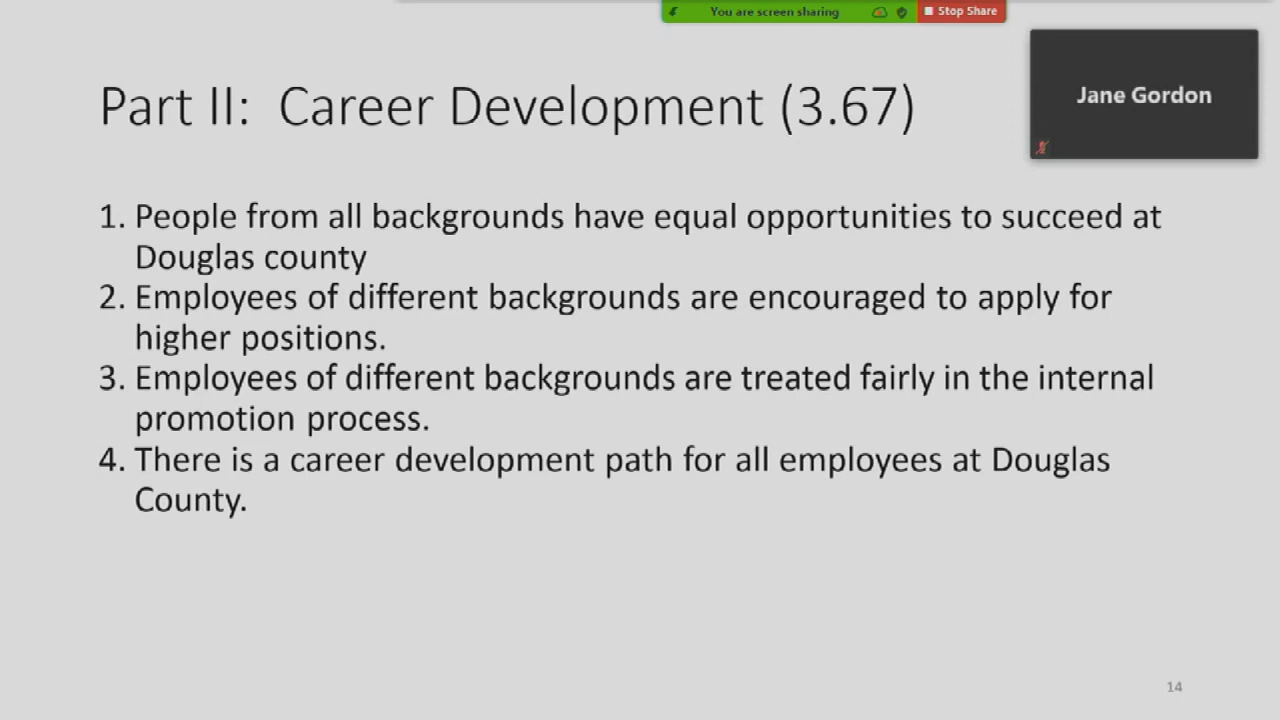 You are screen sharing
Stop Share
Jane Gordon
Part II:  Career Development (3.67)
1. People from all backgrounds have equal opportunities to succeed at
Douglas county
2. Employees of different backgrounds are encouraged to apply for
higher positions.
3. Employees of different backgrounds are treated fairly in the internal
promotion process.
4. There is a career development path for all employees at Douglas
County.
14